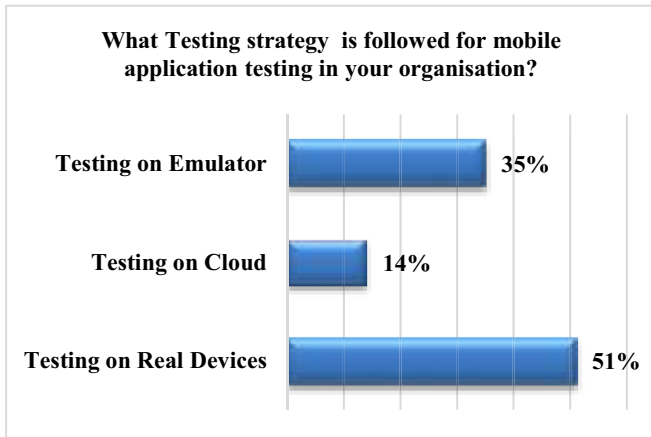 What Testing strategy is followed for mobile
application testing in your organisation?
Testing on Emulator
35%
Testing on Cloud
14%
Testing on Real Devices
51%